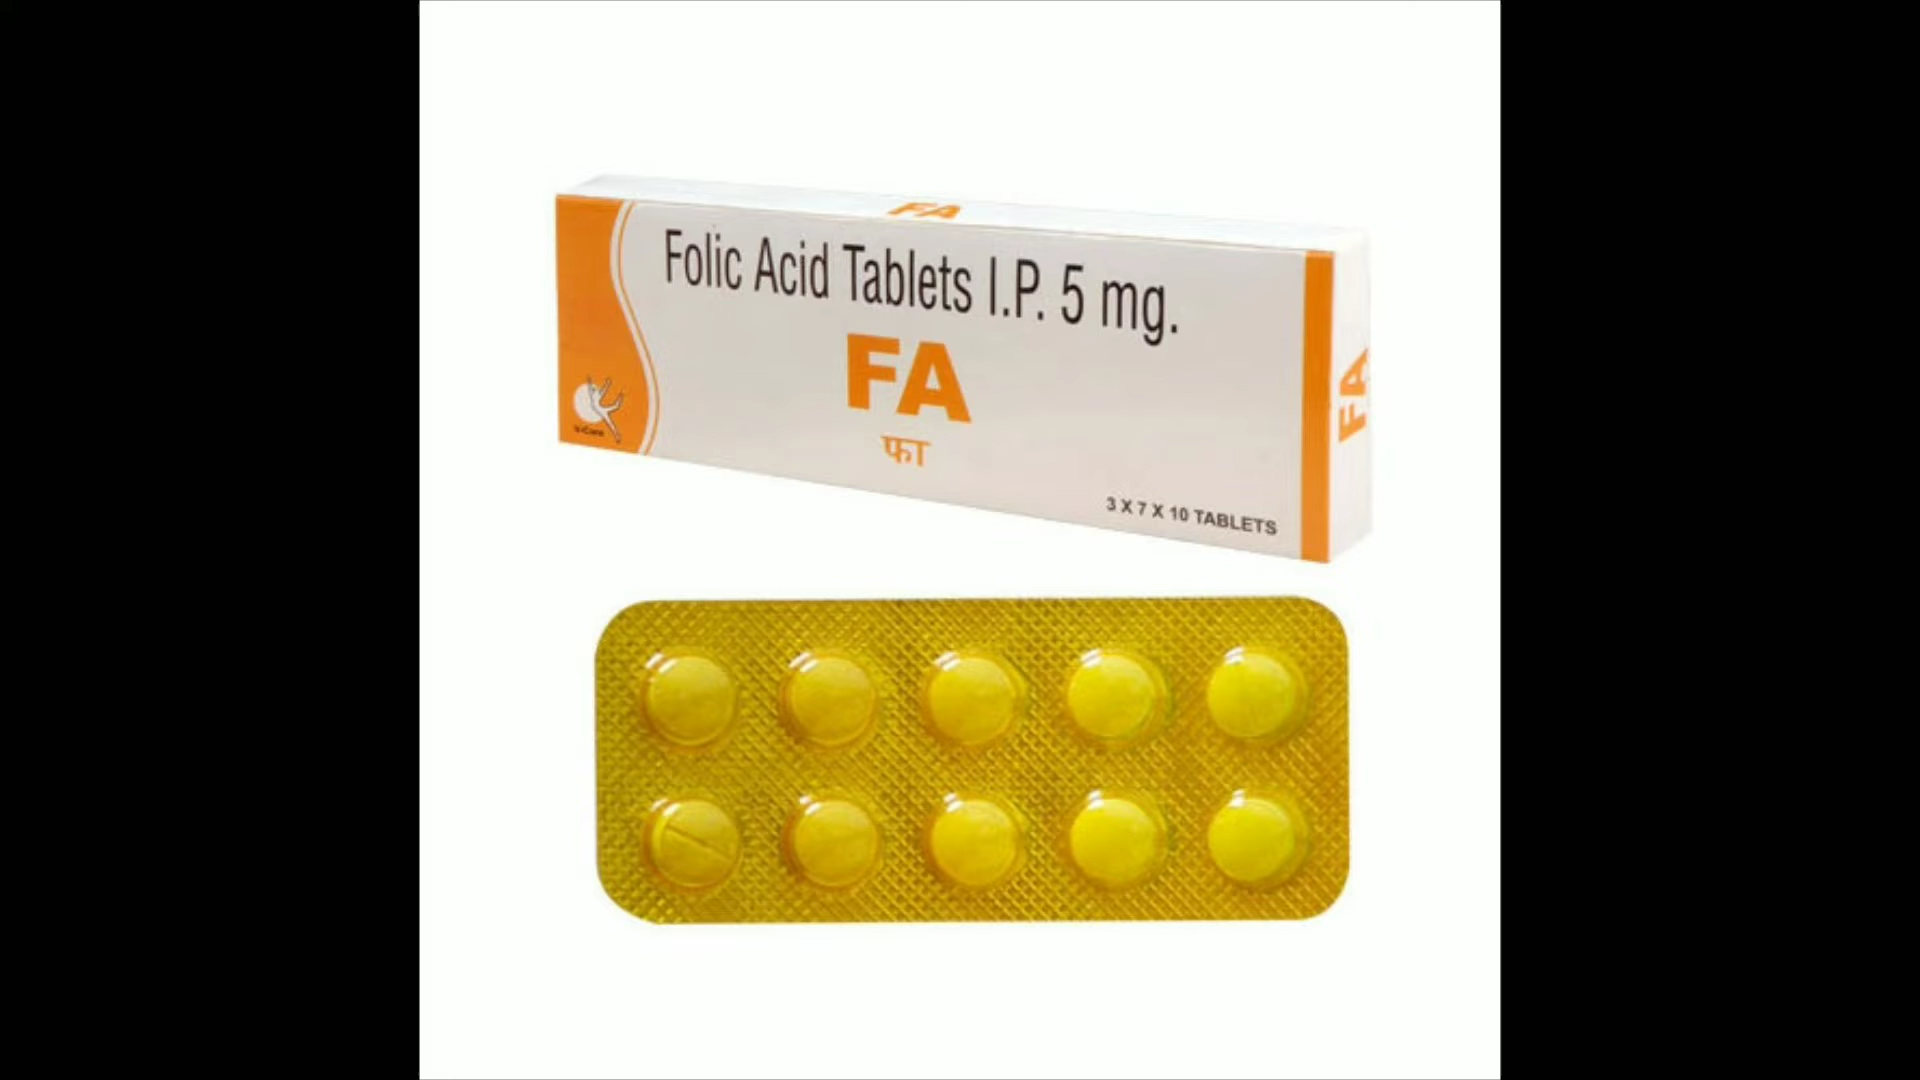 FA
Folic Acid Tablets I.P. 5 mg.
FA
फा
3 X 7 X 10 TABLETS
FA